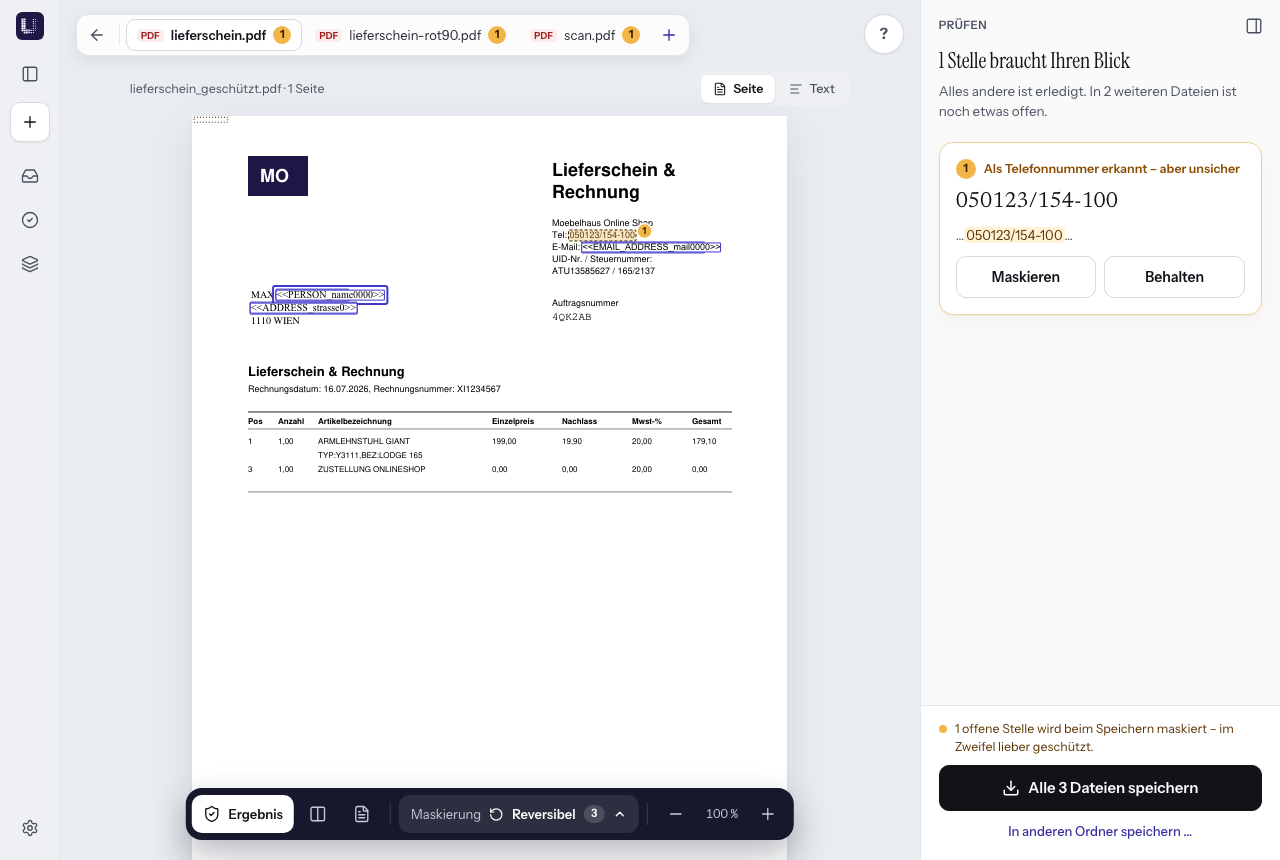 PDF lieferschein.pdf 1
PDF lieferschein-rot90.pdf 1
PDF scan.pdf 1
?
lieferschein_geschützt.pdf · 1 Seite
Seite
Text
MO
Lieferschein &
Rechnung
Moebelhaus Online Shop
Tel: 050123/154-100 1
E-Mail: <<EMAIL_ADDRESS_mail0000>>
UID-Nr. / Steuernummer:
ATU13585627 / 165/2137
MAX <<PERSON_name0000>>
<<ADDRESS_strasse0>>
1110 WIEN
Auftragsnummer
4QK2AB
Lieferschein & Rechnung
Rechnungsdatum: 16.07.2026, Rechnungsnummer: XI1234567
Pos Anzahl Artikelbezeichnung Einzelpreis Nachlass Mwst-% Gesamt
1 1,00 ARMLEHNSTUHL GIANT 199,00 19,90 20,00 179,10
TYP:Y3111,BEZ:LODGE 165
3 1,00 ZUSTELLUNG ONLINESHOP 0,00 0,00 20,00 0,00
Ergebnis
Maskierung Reversibel 3
100 %
PRÜFEN
1 Stelle braucht Ihren Blick
Alles andere ist erledigt. In 2 weiteren Dateien ist
noch etwas offen.
1 Als Telefonnummer erkannt – aber unsicher
050123/154-100
… 050123/154-100 …
Maskieren
Behalten
1 offene Stelle wird beim Speichern maskiert – im
Zweifel lieber geschützt.
Alle 3 Dateien speichern
In anderen Ordner speichern …